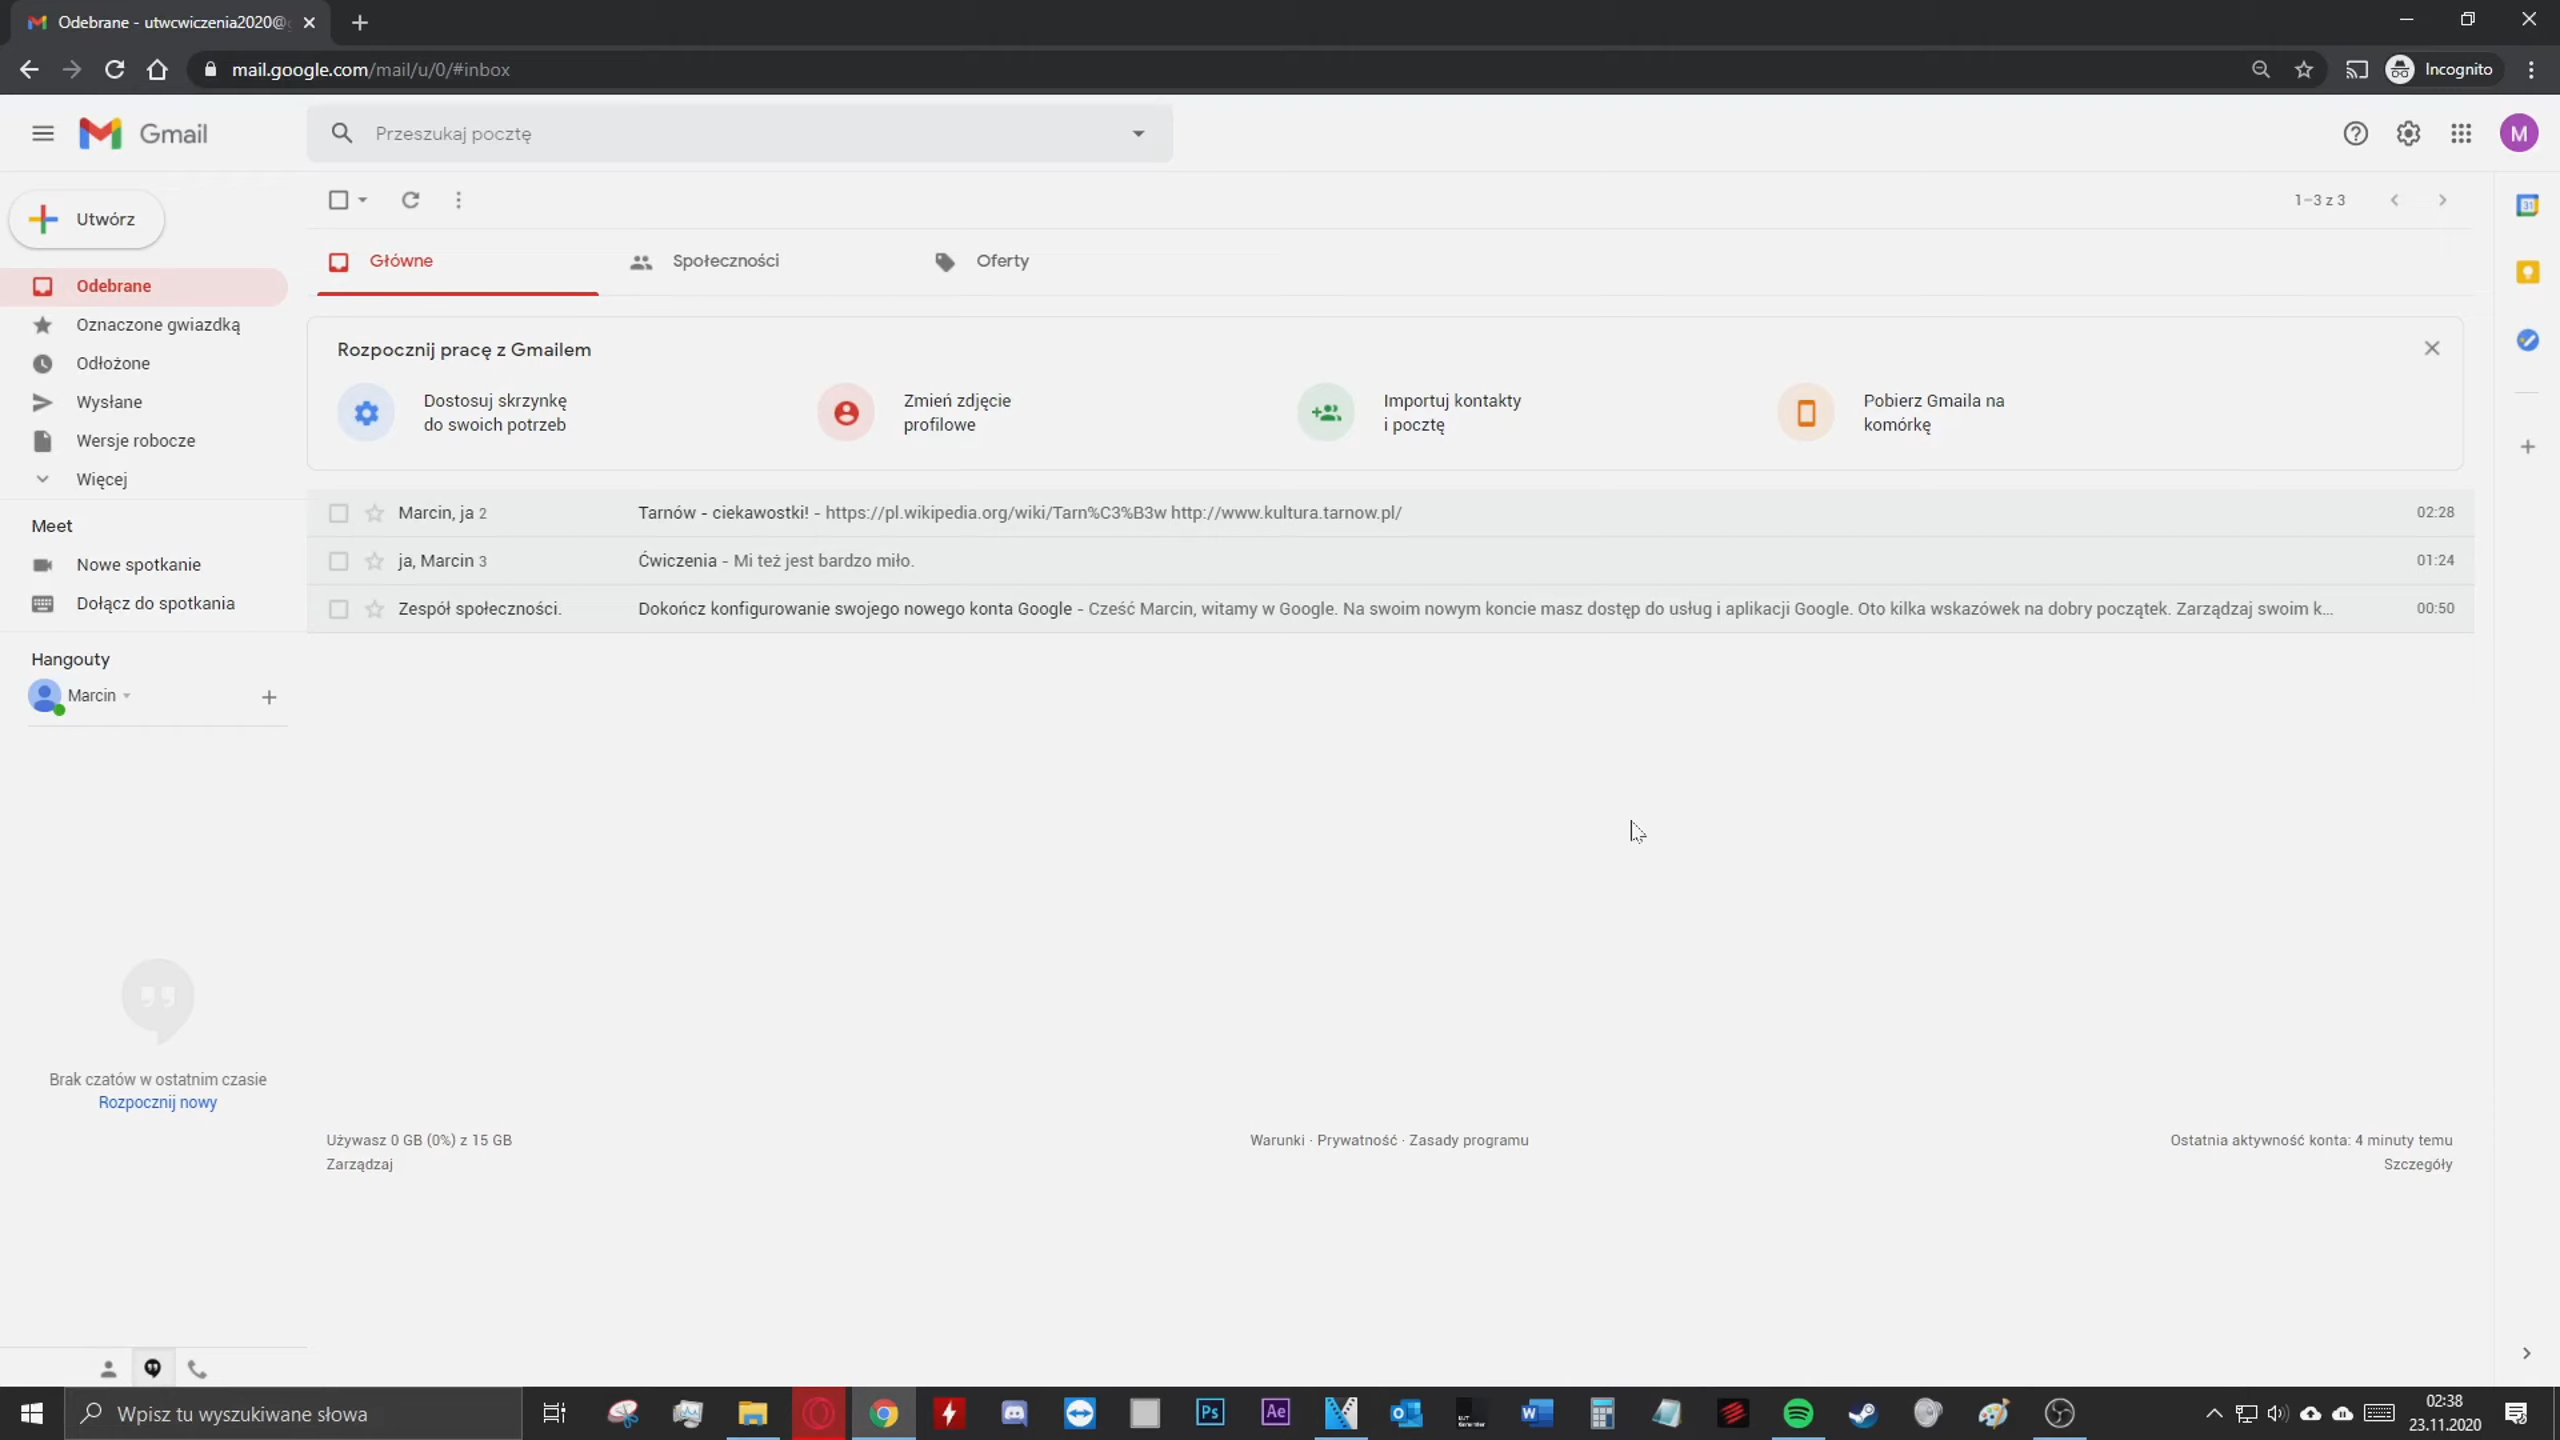 Odebrane - utwcwiczenia2020@
mail.google.com/mail/u/0/#inbox
Incognito
Gmail
Przeszukaj pocztę
M
Utwórz
1–3 z 3
31
Główne
Społeczności
Oferty
Odebrane
Oznaczone gwiazdką
Odłożone
Wysłane
Wersje robocze
Więcej
Rozpocznij pracę z Gmailem
Dostosuj skrzynkę
do swoich potrzeb
Zmień zdjęcie
profilowe
Importuj kontakty
i pocztę
Pobierz Gmaila na
komórkę
Marcin, ja 2 Tarnów - ciekawostki! - https://pl.wikipedia.org/wiki/Tarn%C3%B3w http://www.kultura.tarnow.pl/ 02:28
ja, Marcin 3 Ćwiczenia - Mi też jest bardzo miło. 01:24
Zespół społeczności. Dokończ konfigurowanie swojego nowego konta Google - Cześć Marcin, witamy w Google. Na swoim nowym koncie masz dostęp do usług i aplikacji Google. Oto kilka wskazówek na dobry początek. Zarządzaj swoim k... 00:50
Meet
Nowe spotkanie
Dołącz do spotkania
Hangouty
Marcin
Brak czatów w ostatnim czasie
Rozpocznij nowy
Używasz 0 GB (0%) z 15 GB
Zarządzaj
Warunki · Prywatność · Zasady programu
Ostatnia aktywność konta: 4 minuty temu
Szczegóły
Wpisz tu wyszukiwane słowa
Ps
Ae
02:38
23.11.2020